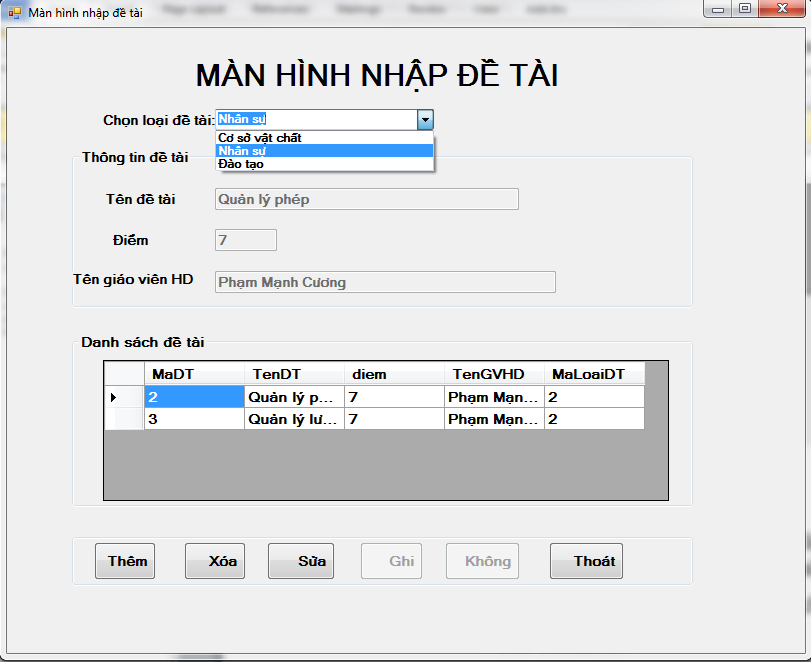 Màn hình nhập đề tài
MÀN HÌNH NHẬP ĐỀ TÀI
Chọn loại đề tài: Nhân sự
Cơ sở vật chất
Nhân sự
Đào tạo
Thông tin đề tài
Tên đề tài Quản lý phép
Điểm 7
Tên giáo viên HD Phạm Mạnh Cương
Danh sách đề tài
MaDT TenDT diem TenGVHD MaLoaiDT
2 Quản lý p... 7 Phạm Mạn... 2
3 Quản lý lư... 7 Phạm Mạn... 2
Thêm Xóa Sửa Ghi Không Thoát